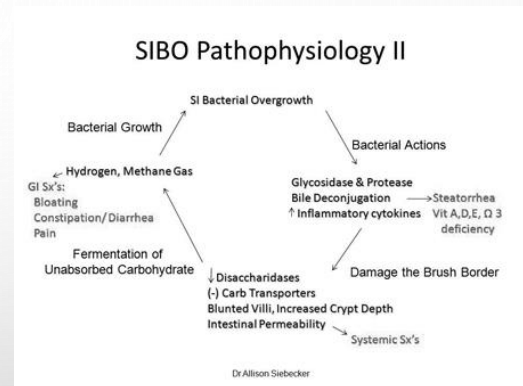 SIBO Pathophysiology II
SI Bacterial Overgrowth
Bacterial Growth
Bacterial Actions
Hydrogen, Methane Gas
GI Sx's:
Bloating
Constipation/Diarrhea
Pain
Glycosidase & Protease
Bile Deconjugation
↑ Inflammatory cytokines
Steatorrhea
Vit A,D,E, Ω 3
deficiency
Fermentation of
Unabsorbed Carbohydrate
Damage the Brush Border
↓ Disaccharidases
(-) Carb Transporters
Blunted Villi, Increased Crypt Depth
Intestinal Permeability
Systemic Sx's
Dr Allison Siebecker